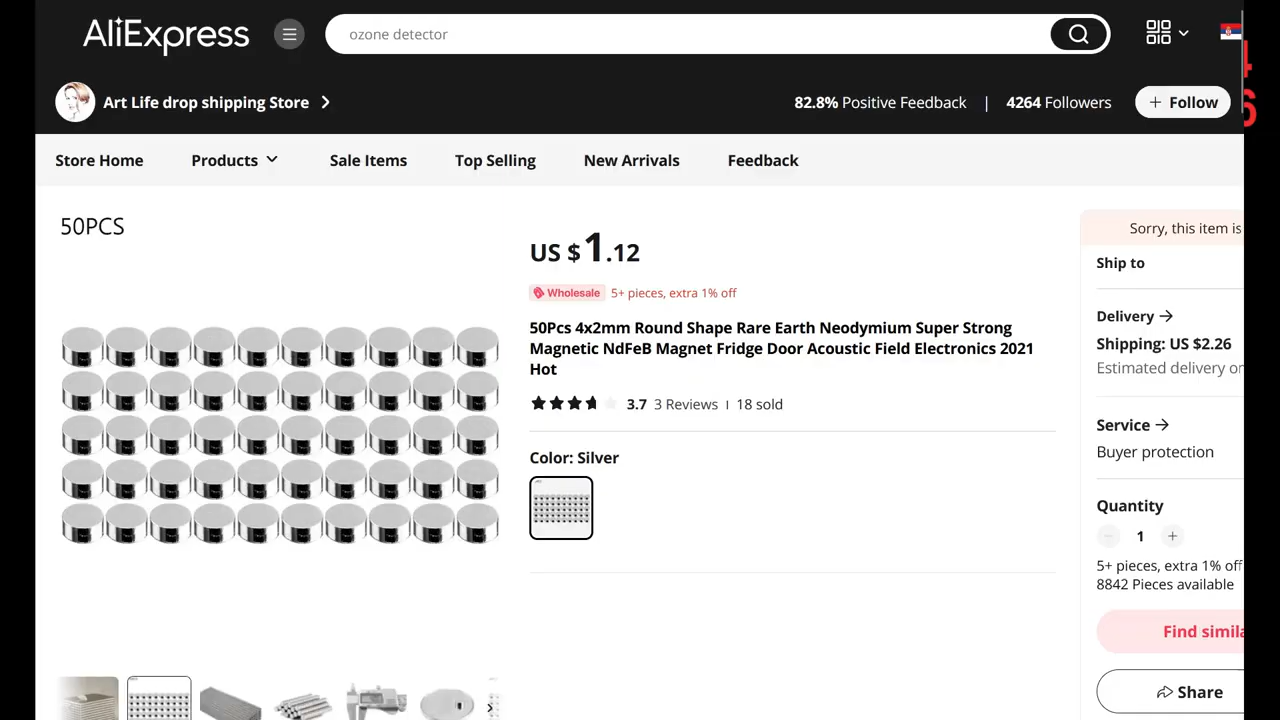 AliExpress
ozone detector
4
6
Art Life drop shipping Store
82.8% Positive Feedback | 4264 Followers
+ Follow
Store Home
Products
Sale Items
Top Selling
New Arrivals
Feedback
50PCS
US $1.12
Wholesale
5+ pieces, extra 1% off
50Pcs 4x2mm Round Shape Rare Earth Neodymium Super Strong
Magnetic NdFeB Magnet Fridge Door Acoustic Field Electronics 2021
Hot
3.7 3 Reviews | 18 sold
Color: Silver
Sorry, this item is
Ship to
Delivery
Shipping: US $2.26
Estimated delivery or
Service
Buyer protection
Quantity
1
5+ pieces, extra 1% off
8842 Pieces available
Find simila
Share